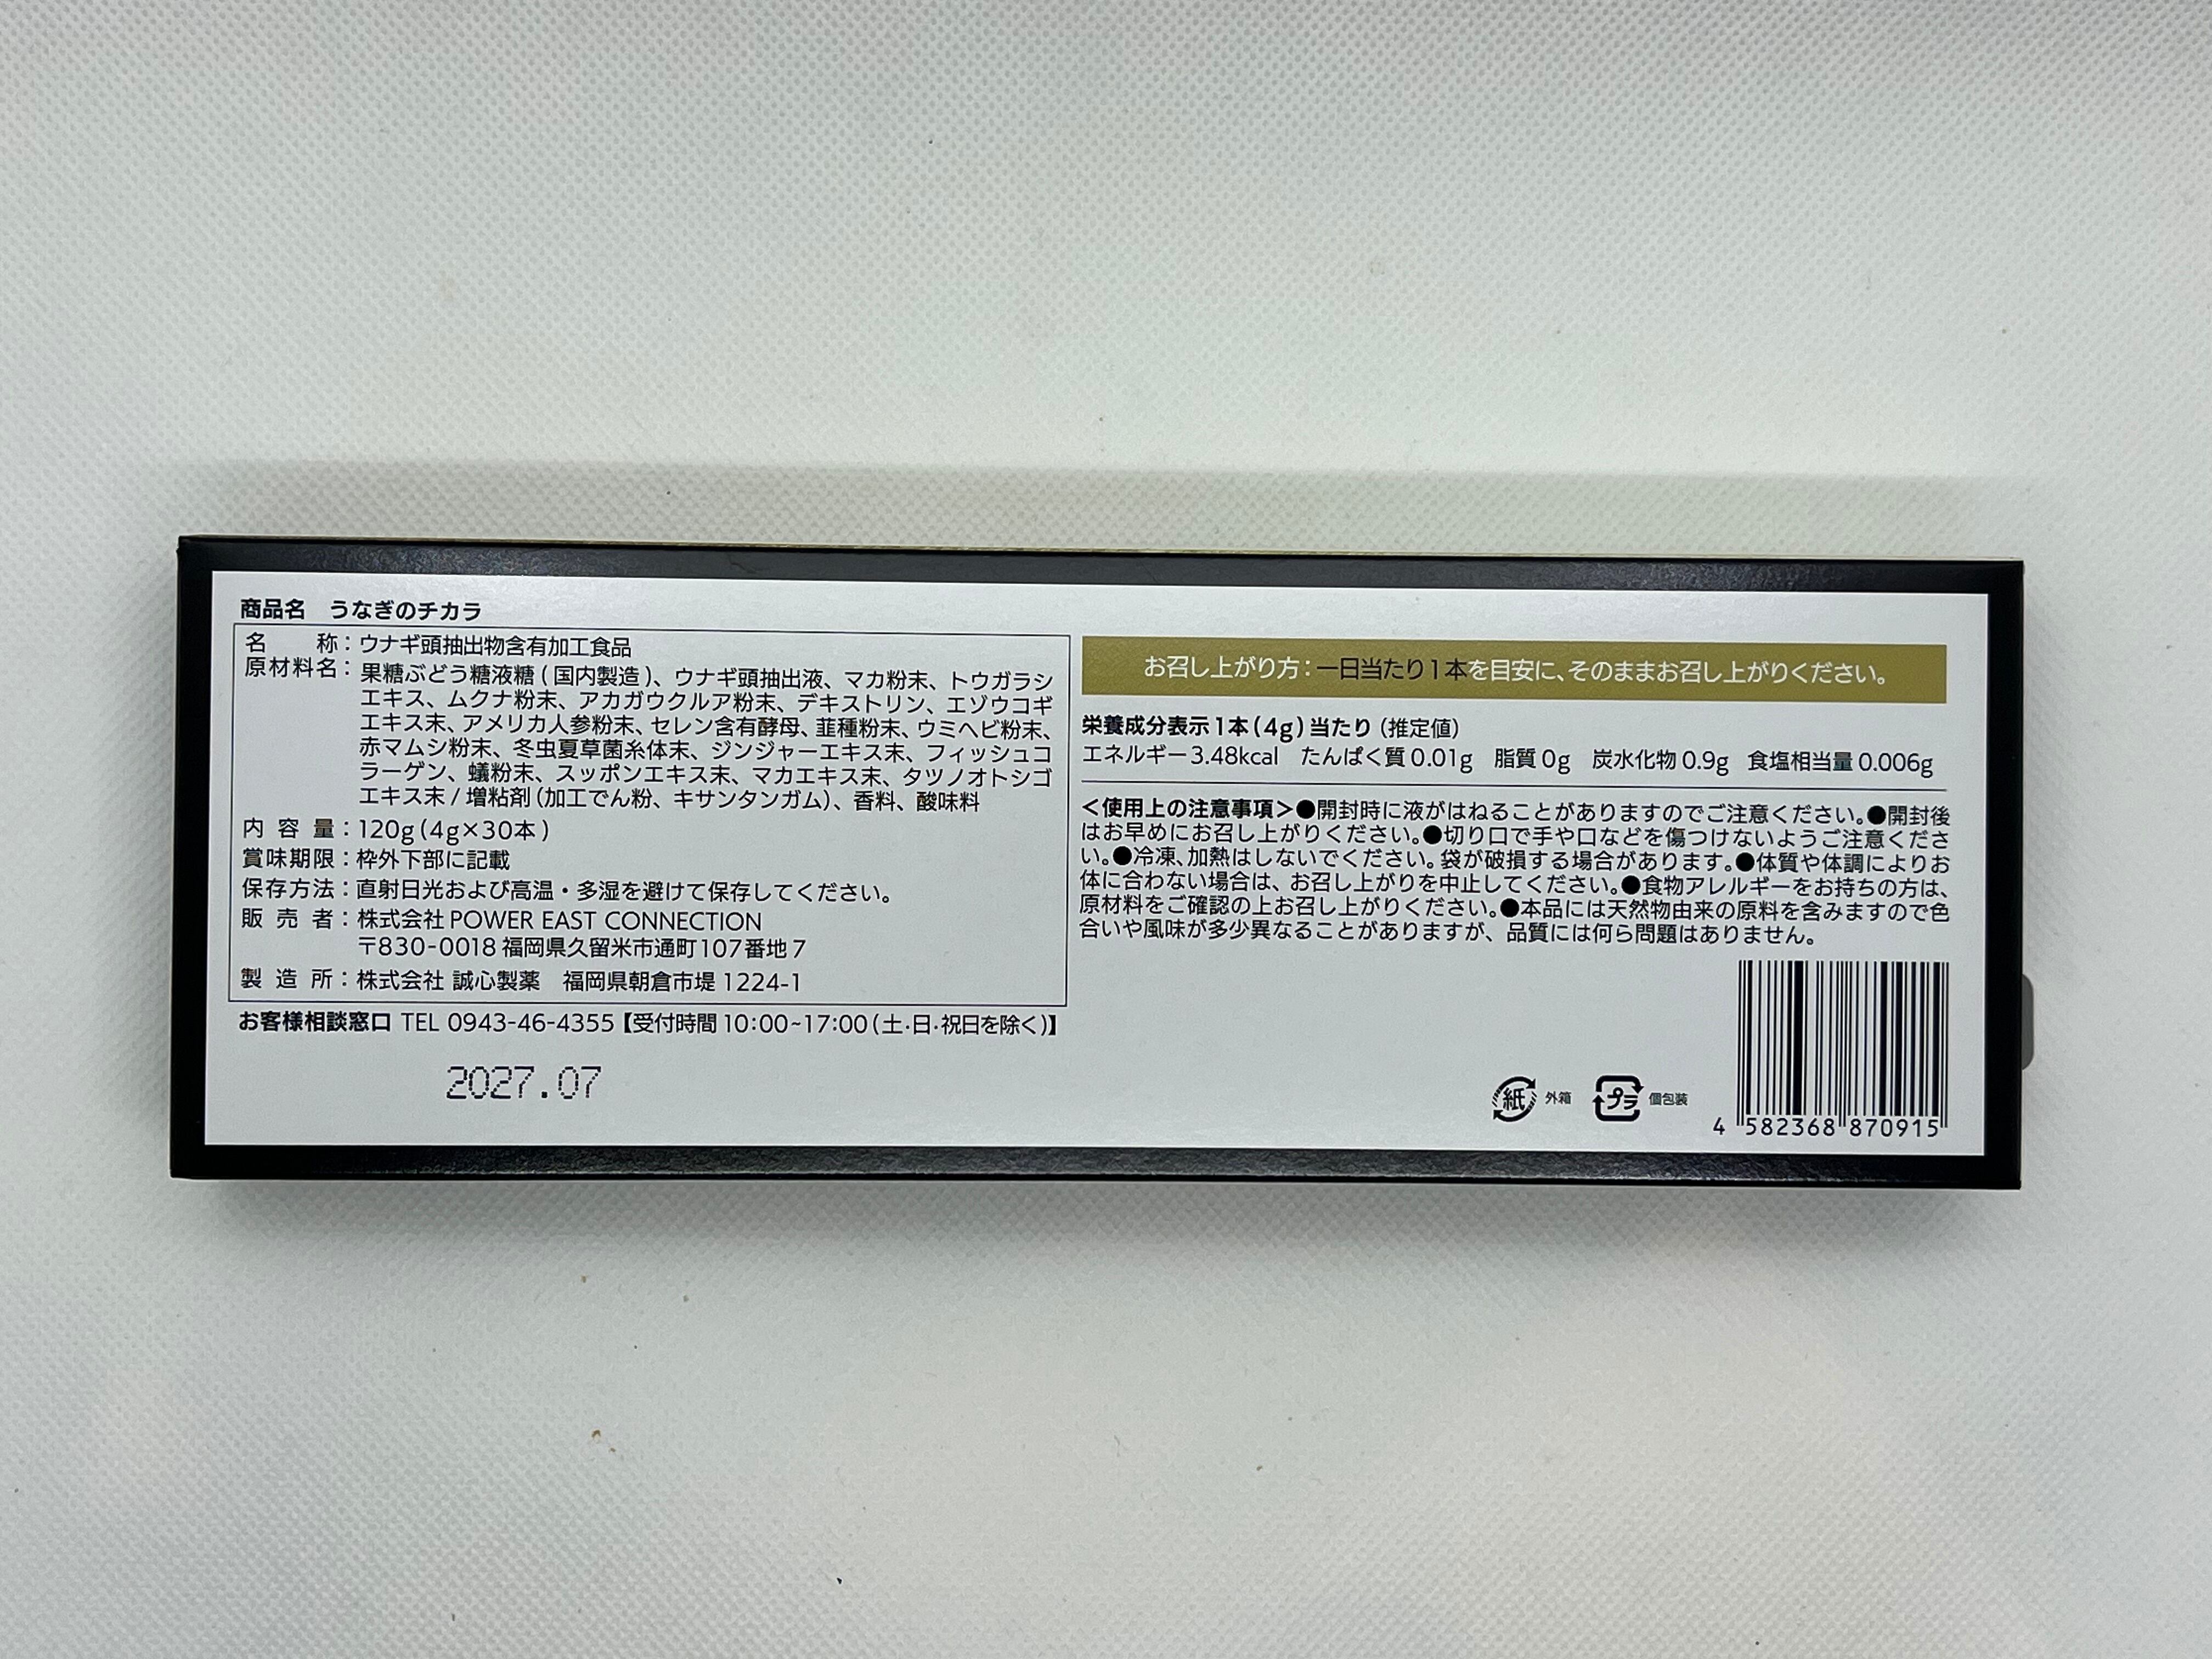 商品名 うなぎのチカラ
名 称：ウナギ頭抽出物含有加工食品
原材料名：果糖ぶどう糖液糖(国内製造)、ウナギ頭抽出液、マカ粉末、トウガラシ
エキス、ムクナ粉末、アカガウクルア粉末、デキストリン、エゾウコギ
エキス末、アメリカ人参粉末、セレン含有酵母、韮種粉末、ウミヘビ粉末、
赤マムシ粉末、冬虫夏草菌糸体末、ジンジャーエキス末、フィッシュコ
ラーゲン、蟻粉末、スッポンエキス末、マカエキス末、タツノオトシゴ
エキス末/増粘剤(加工でん粉、キサンタンガム)、香料、酸味料
内容量：120g(4g×30本)
賞味期限：枠外下部に記載
保存方法：直射日光および高温・多湿を避けて保存してください。
販売者：株式会社 POWER EAST CONNECTION
〒830-0018 福岡県久留米市通町107番地7
製造所：株式会社 誠心製薬 福岡県朝倉市堤1224-1
お客様相談窓口 TEL 0943-46-4355【受付時間10:00~17:00(土·日·祝日を除く)】
2027.07
お召し上がり方：一日当たり1本を目安に、そのままお召し上がりください。
栄養成分表示1本(4g)当たり(推定値)
エネルギー3.48kcal たんぱく質0.01g 脂質0g 炭水化物0.9g 食塩相当量0.006g
＜使用上の注意事項＞●開封時に液がはねることがありますのでご注意ください。●開封後
はお早めにお召し上がりください。●切り口で手や口などを傷つけないようご注意くださ
い。●冷凍、加熱はしないでください。袋が破損する場合があります。●体質や体調によりお
体に合わない場合は、お召し上がりを中止してください。●食物アレルギーをお持ちの方は、
原材料をご確認の上お召し上がりください。●本品には天然物由来の原料を含みますので色
合いや風味が多少異なることがありますが、品質には何ら問題はありません。
紙 外箱 プラ 個包装
4 582368 870915